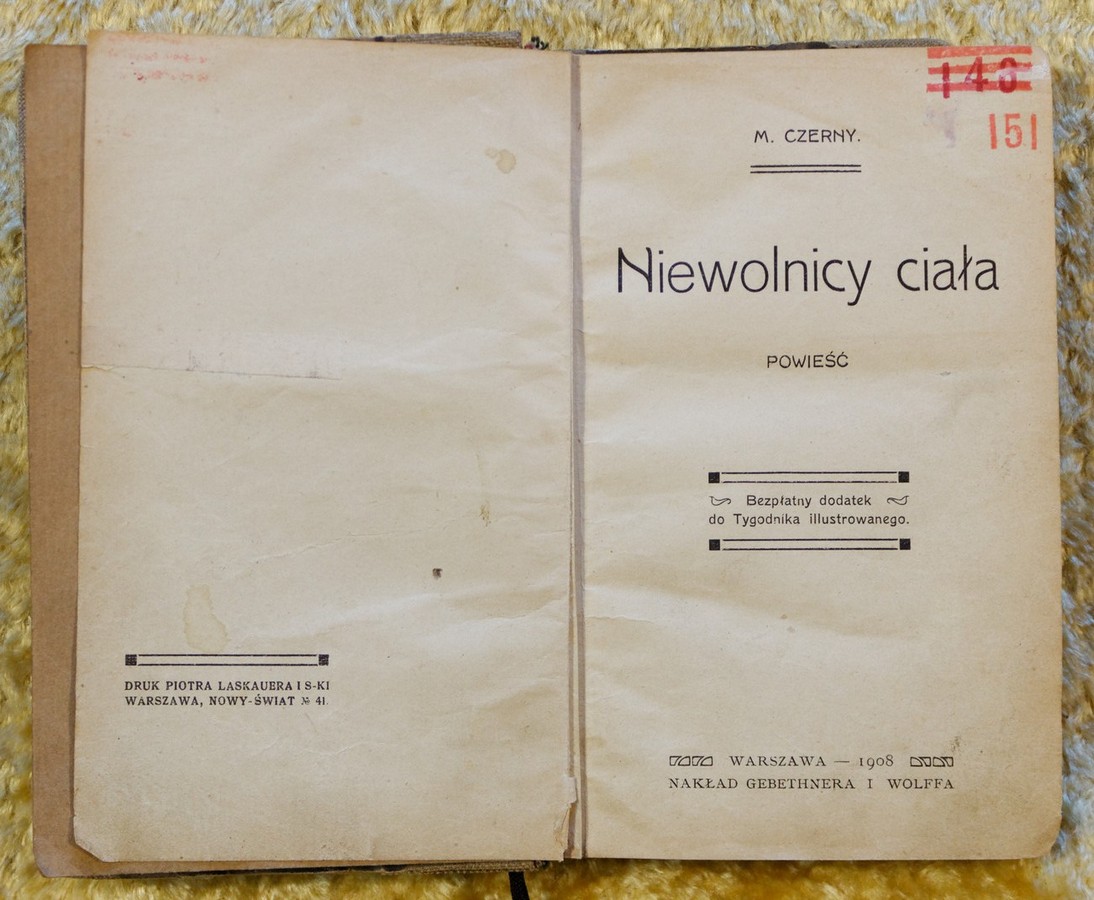 DRUK PIOTRA LASKAUERA I S-KI
WARSZAWA, NOWY-ŚWIAT № 41.
146
151
M. CZERNY.
Niewolnicy ciała
POWIEŚĆ
Bezpłatny dodatek
do Tygodnika illustrowanego.
WARSZAWA — 1908
NAKŁAD GEBETHNERA I WOLFFA